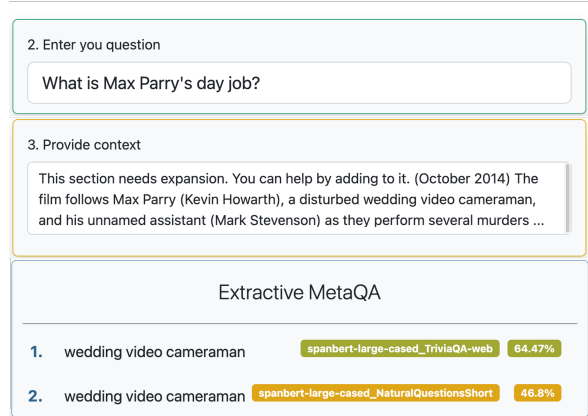 2. Enter you question
What is Max Parry's day job?
3. Provide context
This section needs expansion. You can help by adding to it. (October 2014) The
film follows Max Parry (Kevin Howarth), a disturbed wedding video cameraman,
and his unnamed assistant (Mark Stevenson) as they perform several murders ...
Extractive MetaQA
1. wedding video cameraman spanbert-large-cased_TriviaQA-web 64.47%
2. wedding video cameraman spanbert-large-cased_NaturalQuestionsShort 46.8%